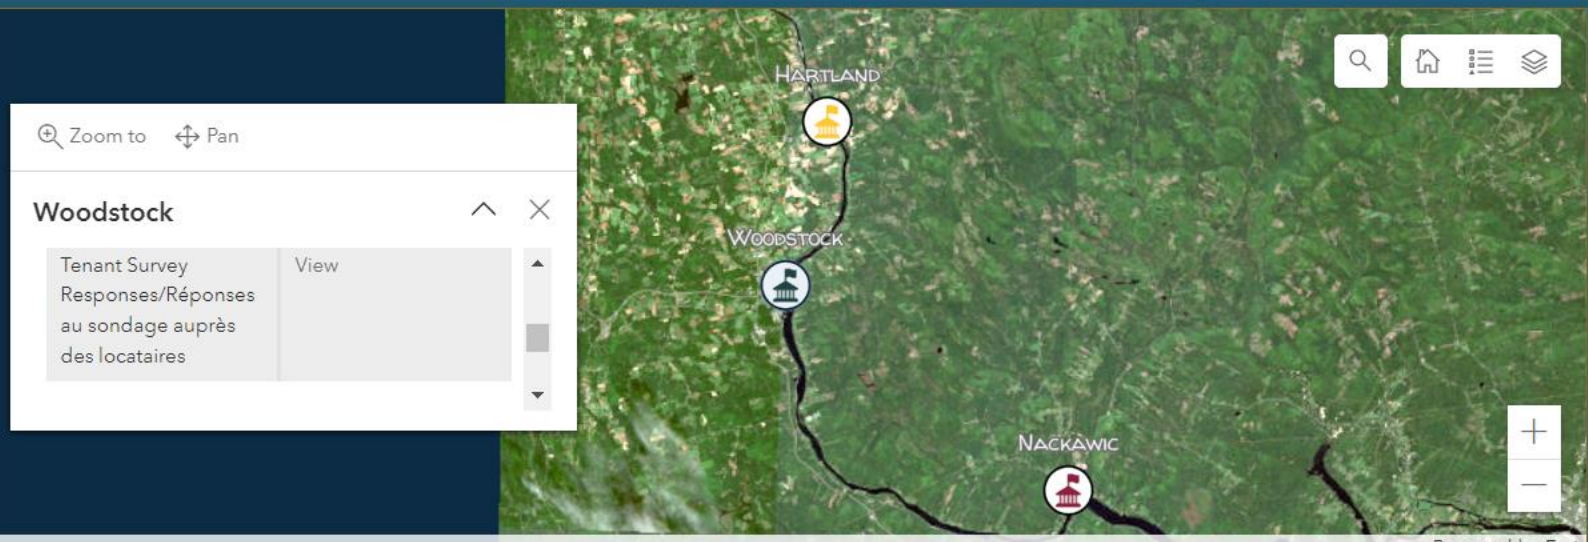 HARTLAND
Zoom to Pan
Woodstock
Tenant Survey View
Responses/Réponses
au sondage auprès
des locataires
WOODSTOCK
NACKAWIC